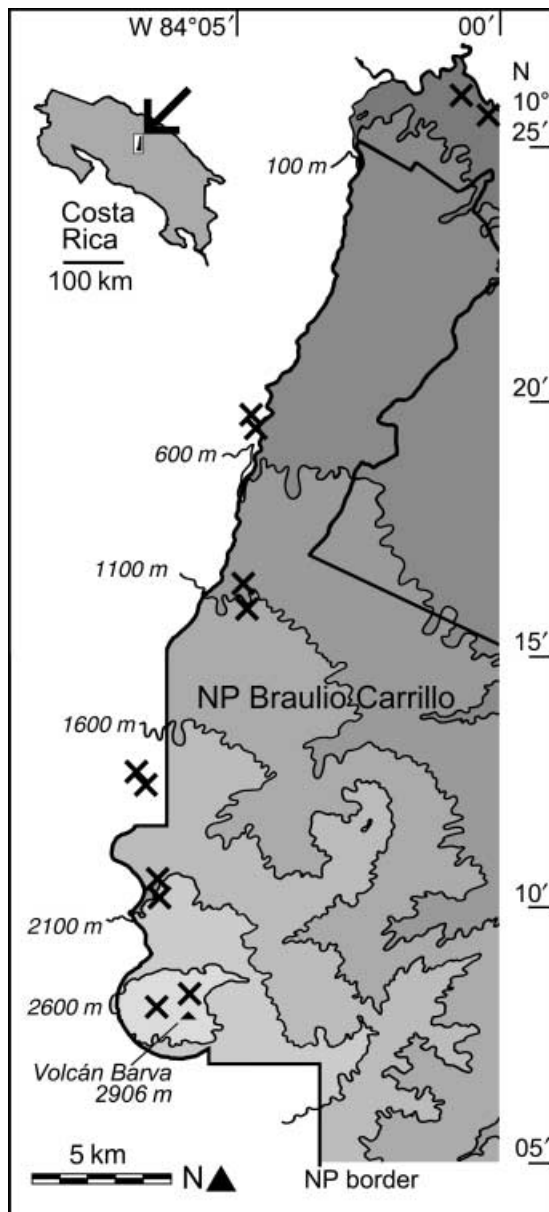 W 84°05′
00′
N
10°
25′
100 m
Costa
Rica
100 km
20′
600 m
1100 m
15′
NP Braulio Carrillo
1600 m
10′
2100 m
2600 m
Volcán Barva
2906 m
5 km
N
NP border
05′